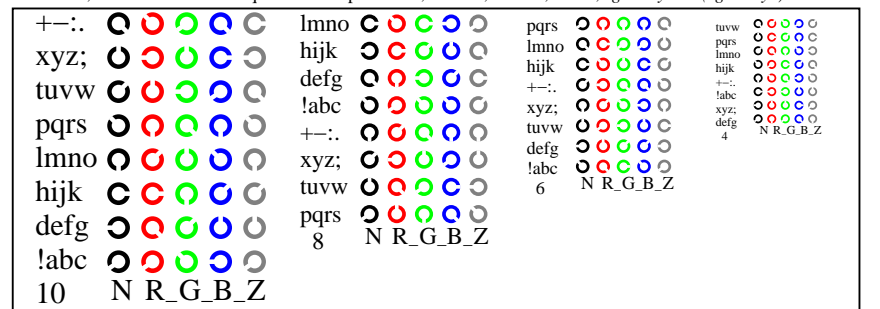 +−:.
xyz;
tuvw
pqrs
lmno
hijk
defg
!abc
10 N R_G_B_Z
lmno
hijk
defg
!abc
+−:.
xyz;
tuvw
pqrs
8 N R_G_B_Z
pqrs
lmno
hijk
+−:.
xyz;
tuvw
defg
!abc
6 N R_G_B_Z
tuvw
pqrs
lmno
hijk
+−:.
!abc
xyz;
defg
4 N R_G_B_Z